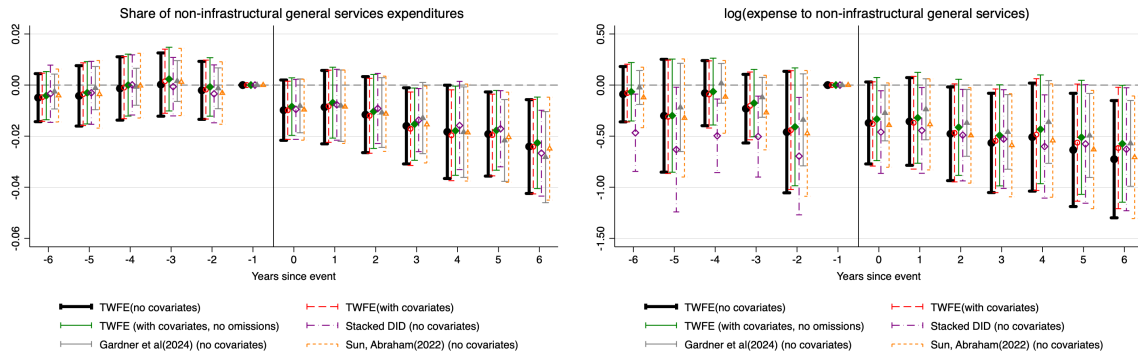 Share of non-infrastructural general services expenditures
0.02
0.00
-0.02
-0.04
-0.06
-6 -5 -4 -3 -2 -1 0 1 2 3 4 5 6
Years since event
TWFE(no covariates) TWFE(with covariates)
TWFE (with covariates, no omissions) Stacked DID (no covariates)
Gardner et al(2024) (no covariates) Sun, Abraham(2022) (no covariates)
log(expense to non-infrastructural general services)
0.50
0.00
-0.50
-1.00
-1.50
-6 -5 -4 -3 -2 -1 0 1 2 3 4 5 6
Years since event
TWFE(no covariates) TWFE(with covariates)
TWFE (with covariates, no omissions) Stacked DID (no covariates)
Gardner et al(2024) (no covariates) Sun, Abraham(2022) (no covariates)